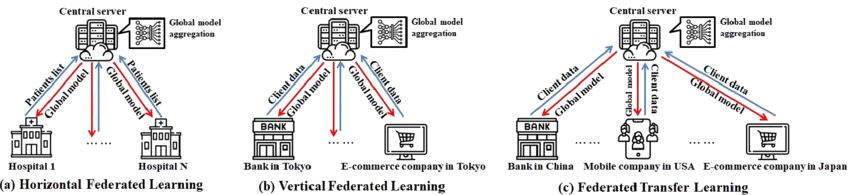 Central server
Global model
aggregation
Patients list
Global model
Global model
Patients list
Hospital 1
... ...
Hospital N
(a) Horizontal Federated Learning
Central server
Global model
aggregation
Client data
Global model
Global model
Client data
BANK
Bank in Tokyo
... ...
E-commerce company in Tokyo
(b) Vertical Federated Learning
Central server
Global model
aggregation
Client data
Global model
Global model
Client data
Client data
Global model
BANK
Bank in China
... ...
Mobile company in USA
... ...
E-commerce company in Japan
(c) Federated Transfer Learning